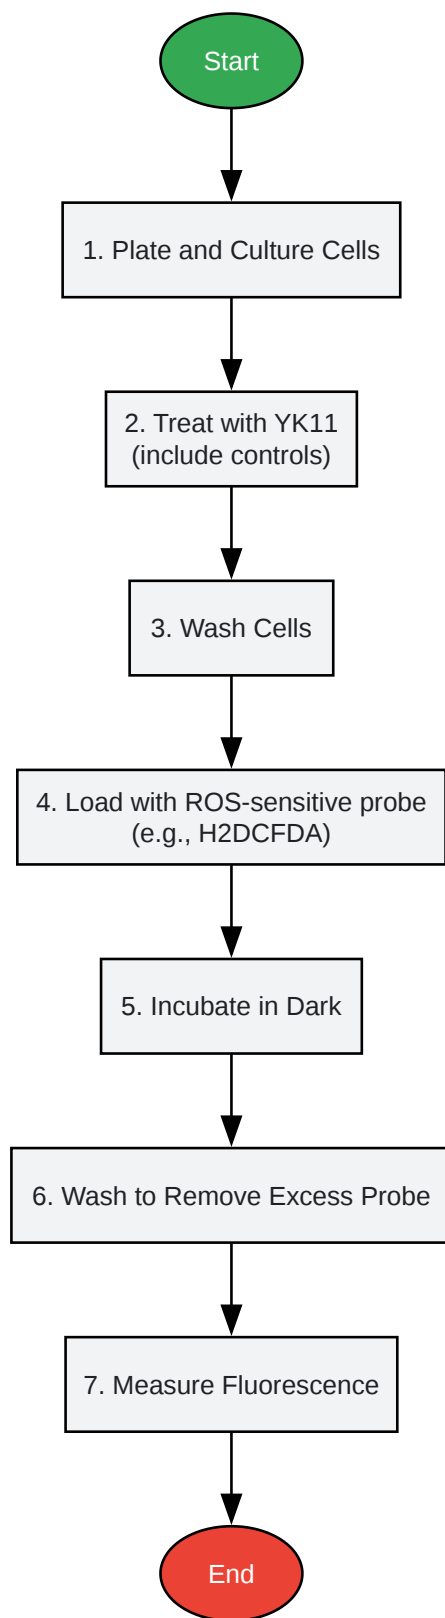 Start
1. Plate and Culture Cells
2. Treat with YK11
(include controls)
3. Wash Cells
4. Load with ROS-sensitive probe
(e.g., H2DCFDA)
5. Incubate in Dark
6. Wash to Remove Excess Probe
7. Measure Fluorescence
End